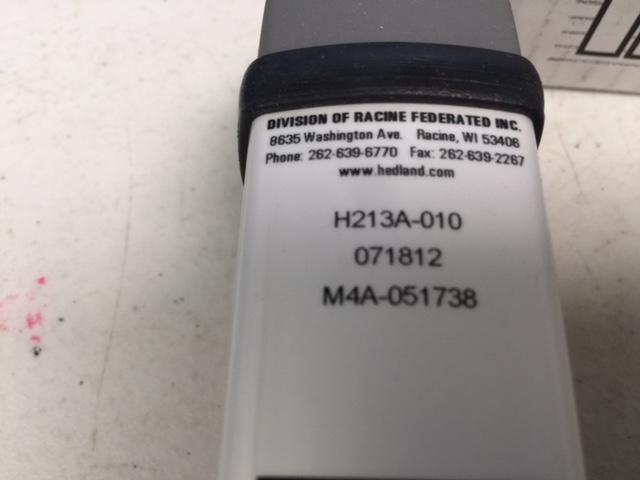 DIVISION OF RACINE FEDERATED INC.
8635 Washington Ave. Racine, WI 53406
Phone: 262-639-6770 Fax: 262-639-2267
www.hedland.com
H213A-010
071812
M4A-051738